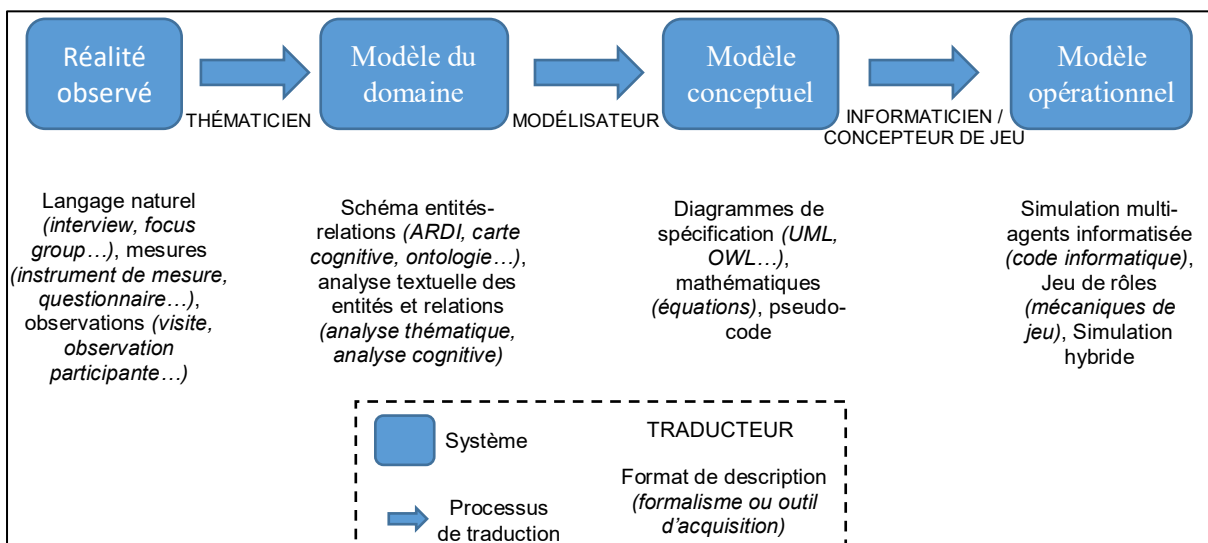 Réalité
observé
Modèle du
domaine
Modèle
conceptuel
Modèle
opérationnel
THÉMATICIEN
MODÉLISATEUR
INFORMATICIEN /
CONCEPTEUR DE JEU
Langage naturel
(interview, focus
group…), mesures
(instrument de mesure,
questionnaire…),
observations (visite,
observation
participante…)
Schéma entités-
relations (ARDI, carte
cognitive, ontologie…),
analyse textuelle des
entités et relations
(analyse thématique,
analyse cognitive)
Diagrammes de
spécification (UML,
OWL…),
mathématiques
(équations), pseudo-
code
Simulation multi-
agents informatisée
(code informatique),
Jeu de rôles
(mécaniques de
jeu), Simulation
hybride
Système
Processus
de traduction
TRADUCTEUR
Format de description
(formalisme ou outil
d’acquisition)